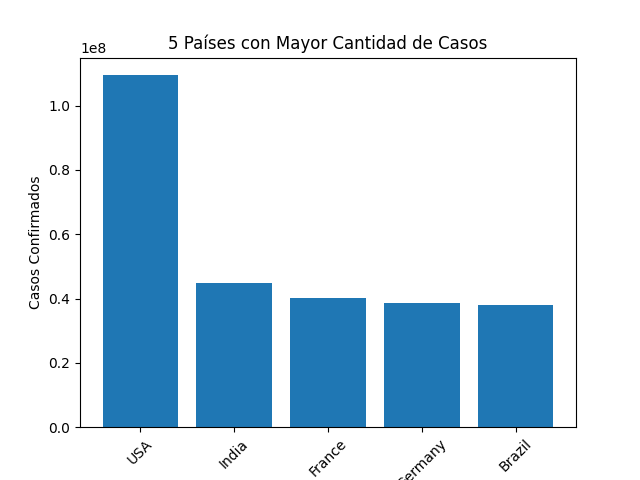 5 Países con Mayor Cantidad de Casos
1e8
Casos Confirmados
1.0
0.8
0.6
0.4
0.2
0.0
USA
India
France
Germany
Brazil